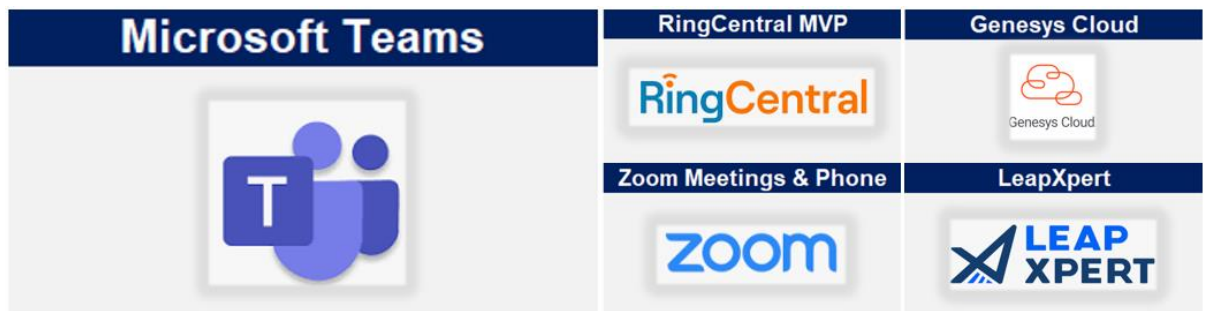 Microsoft Teams
T
RingCentral MVP
RingCentral
Genesys Cloud
Genesys Cloud
Zoom Meetings & Phone
zoom
LeapXpert
LEAP
XPERT